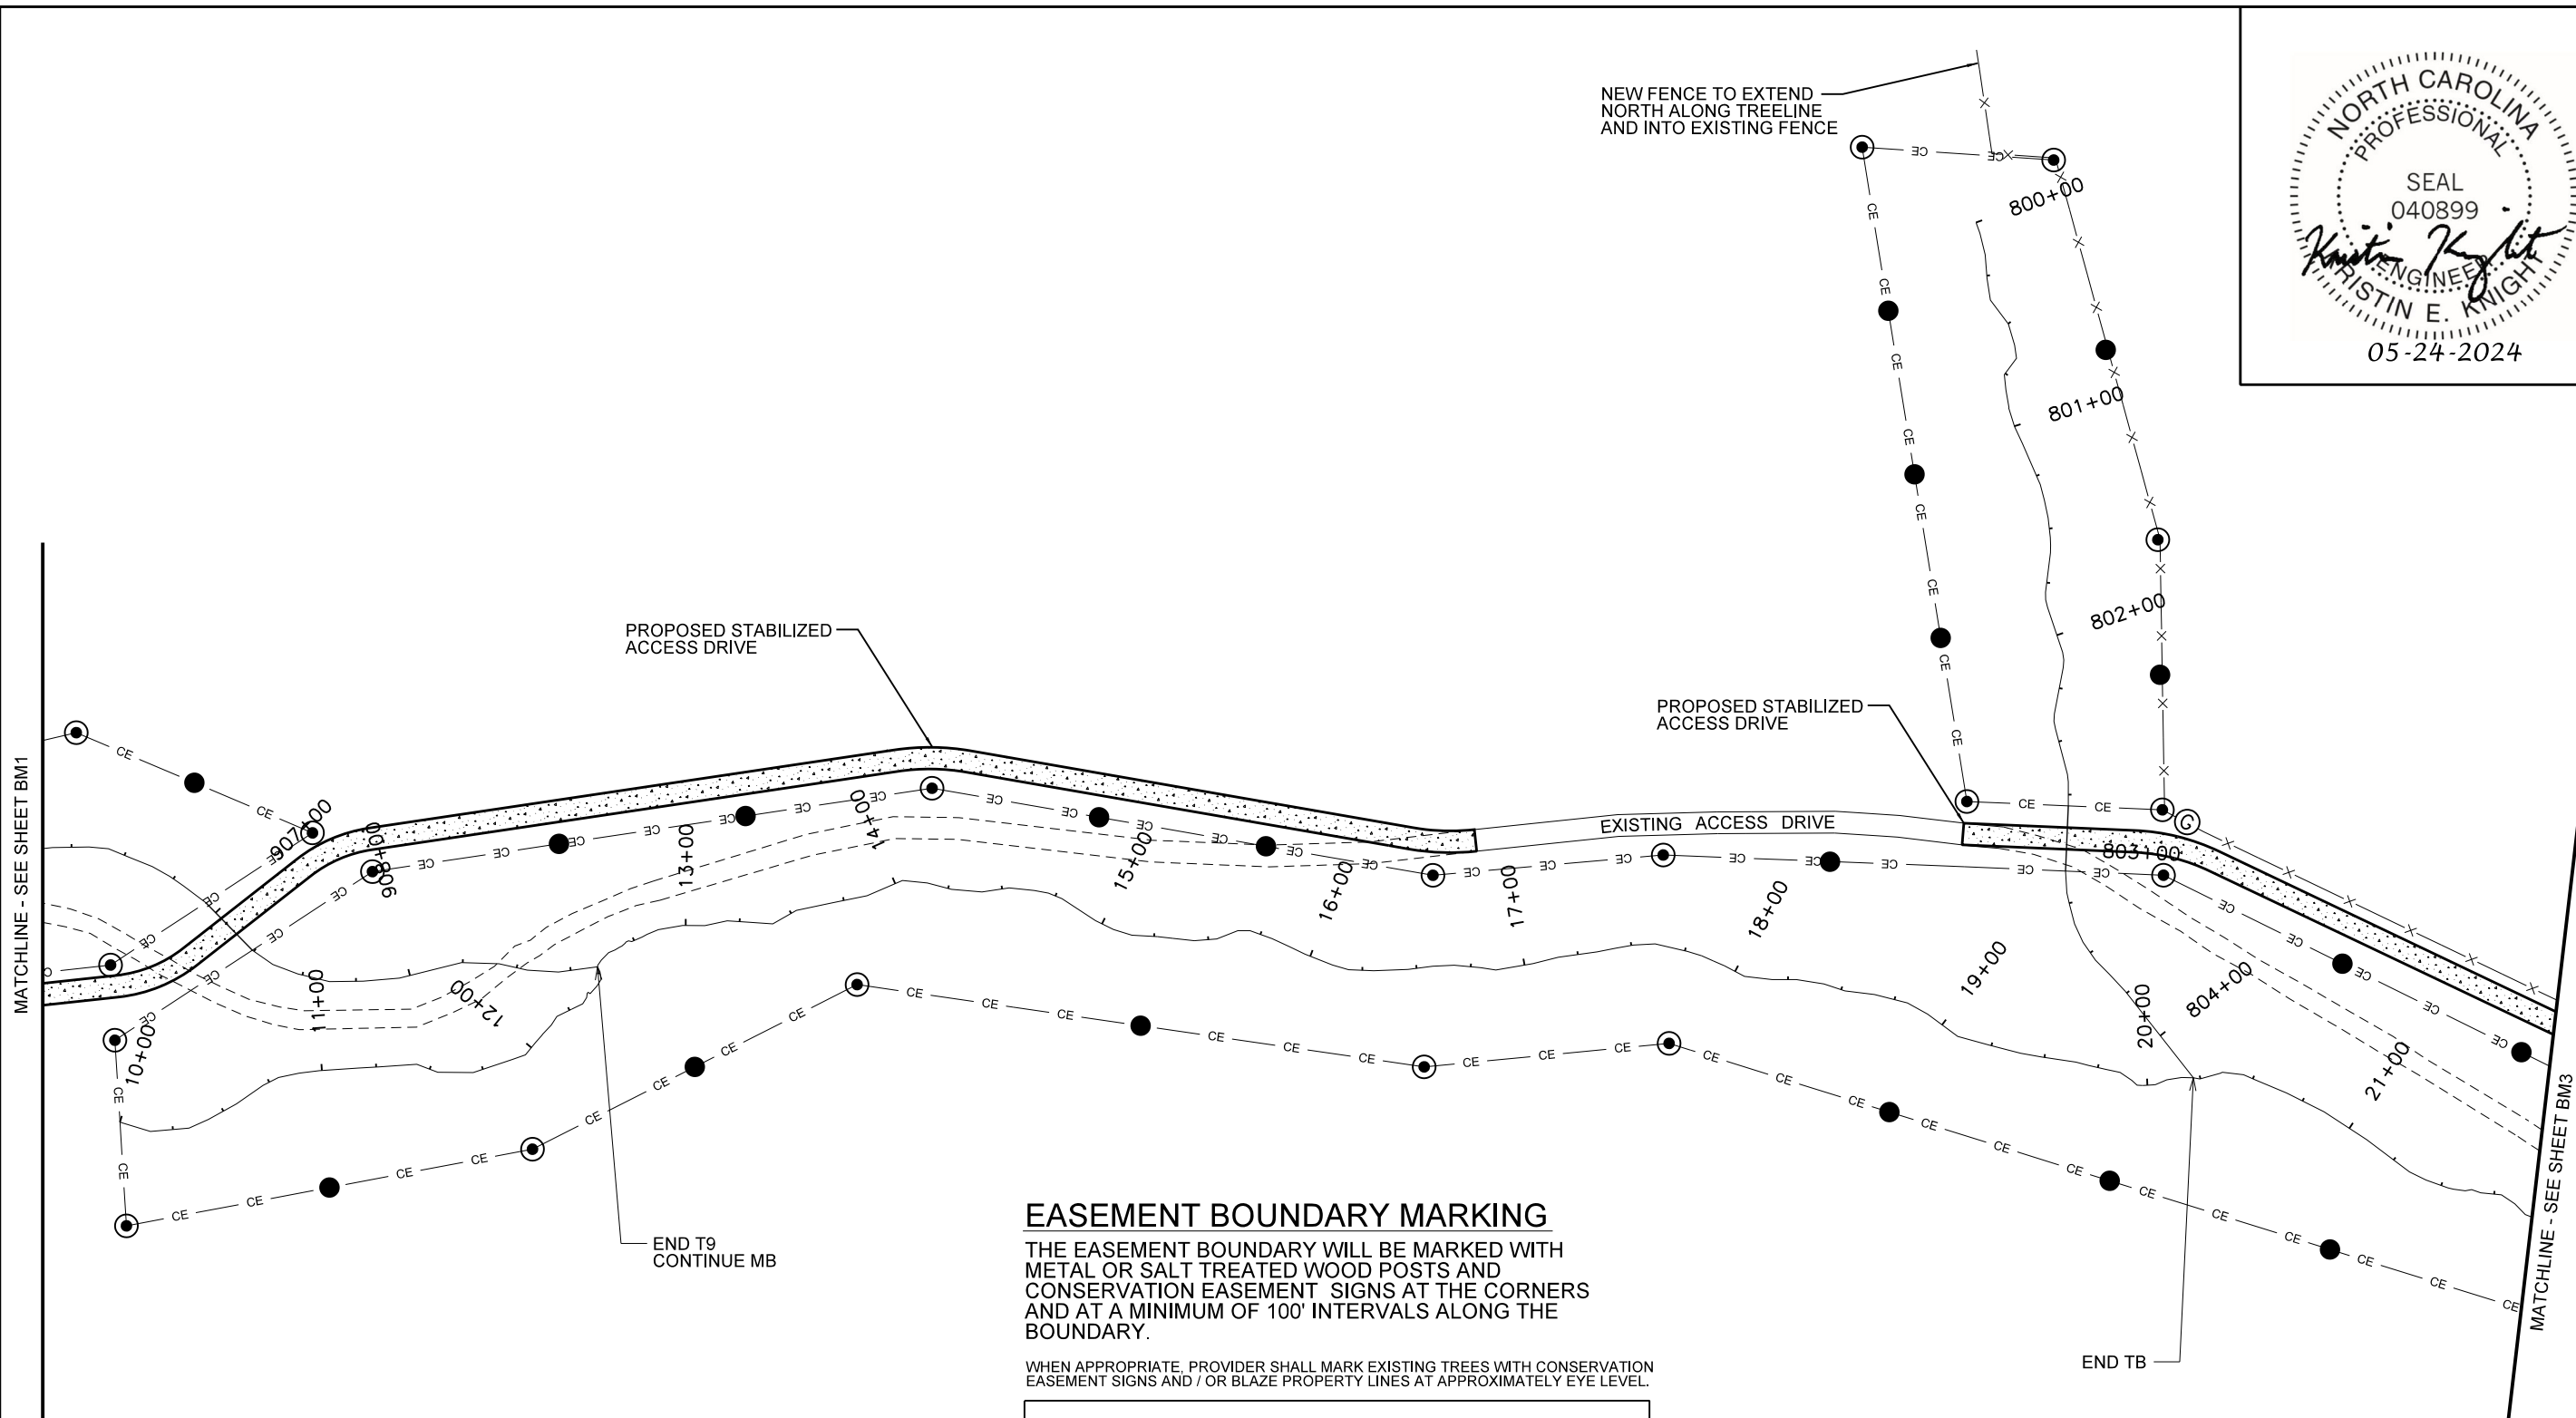 NEW FENCE TO EXTEND
NORTH ALONG TREELINE
AND INTO EXISTING FENCE
NORTH CAROLINA
PROFESSIONAL
SEAL
040899
ENGINEER
KRISTIN E. KNIGHT
Kristin Knight
05-24-2024
800+00
801+00
802+00
803+00
804+00
PROPOSED STABILIZED
ACCESS DRIVE
PROPOSED STABILIZED
ACCESS DRIVE
EXISTING ACCESS DRIVE
G
MATCHLINE - SEE SHEET BM1
907+00
908+00
10+00
11+00
12+00
13+00
14+00
15+00
16+00
17+00
18+00
19+00
20+00
21+00
CE
MATCHLINE - SEE SHEET BM3
END T9
CONTINUE MB
END TB
EASEMENT BOUNDARY MARKING
THE EASEMENT BOUNDARY WILL BE MARKED WITH
METAL OR SALT TREATED WOOD POSTS AND
CONSERVATION EASEMENT SIGNS AT THE CORNERS
AND AT A MINIMUM OF 100' INTERVALS ALONG THE
BOUNDARY.
WHEN APPROPRIATE, PROVIDER SHALL MARK EXISTING TREES WITH CONSERVATION
EASEMENT SIGNS AND / OR BLAZE PROPERTY LINES AT APPROXIMATELY EYE LEVEL.